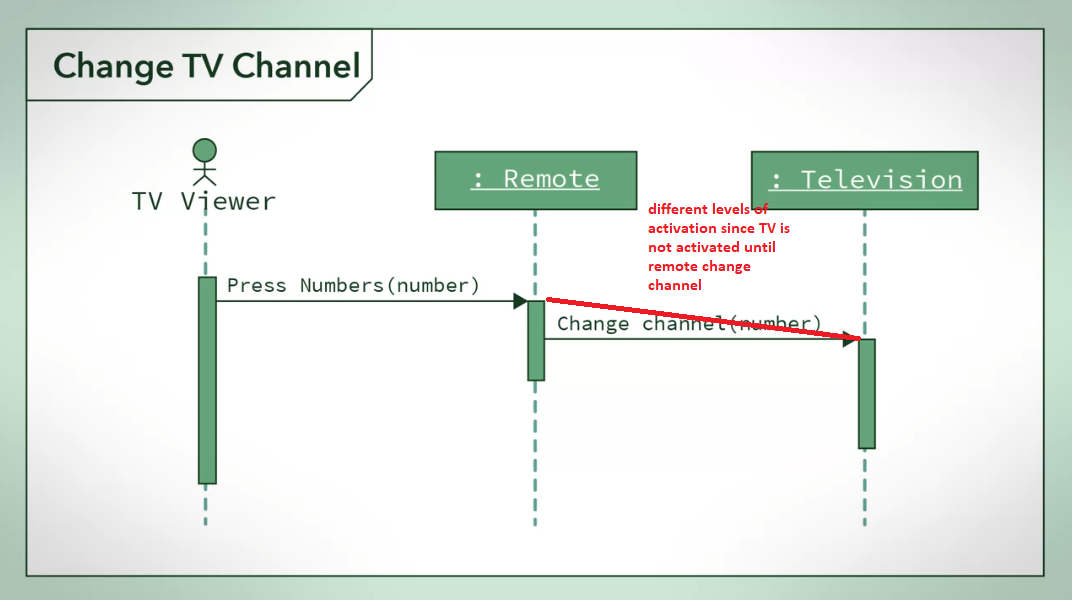 Change TV Channel
TV Viewer
: Remote
: Television
different levels of
activation since TV is
not activated until
remote change
channel
Press Numbers(number)
Change channel(number)